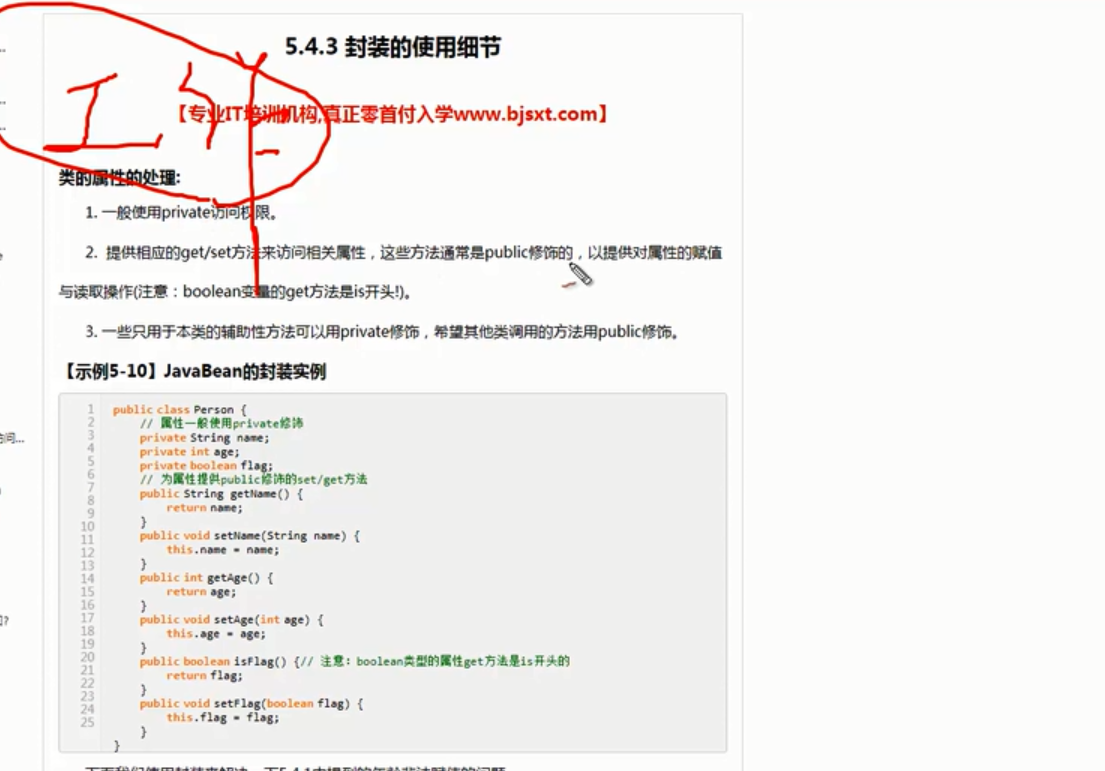 5.4.3 封装的使用细节
【专业IT培训机构,真正零首付入学www.bjsxt.com】
类的属性的处理:
1. 一般使用private访问权限。
2. 提供相应的get/set方法来访问相关属性，这些方法通常是public修饰的，以提供对属性的赋值
与读取操作(注意：boolean变量的get方法是is开头!)。
3. 一些只用于本类的辅助性方法可以用private修饰，希望其他类调用的方法用public修饰。
【示例5-10】JavaBean的封装实例
1 public class Person {
2 // 属性一般使用private修饰
3 private String name;
4 private int age;
5 private boolean flag;
6 // 为属性提供public修饰的set/get方法
7 public String getName() {
8 return name;
9 }
10 public void setName(String name) {
11 this.name = name;
12 }
13 public int getAge() {
14 return age;
15 }
16 public void setAge(int age) {
17 this.age = age;
18 }
19 public boolean isFlag() {// 注意：boolean类型的属性get方法是is开头的
20 return flag;
21 }
22 public void setFlag(boolean flag) {
23 this.flag = flag;
24 }
25 }